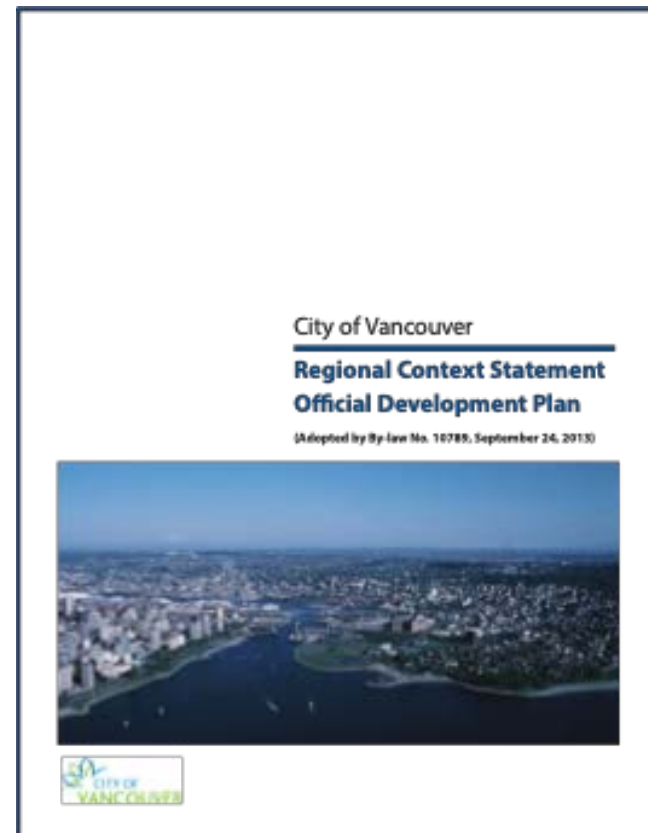 City of Vancouver
Regional Context Statement
Official Development Plan
(Adopted by By-law No. 10789, September 24, 2013)
CITY OF
VANCOUVER